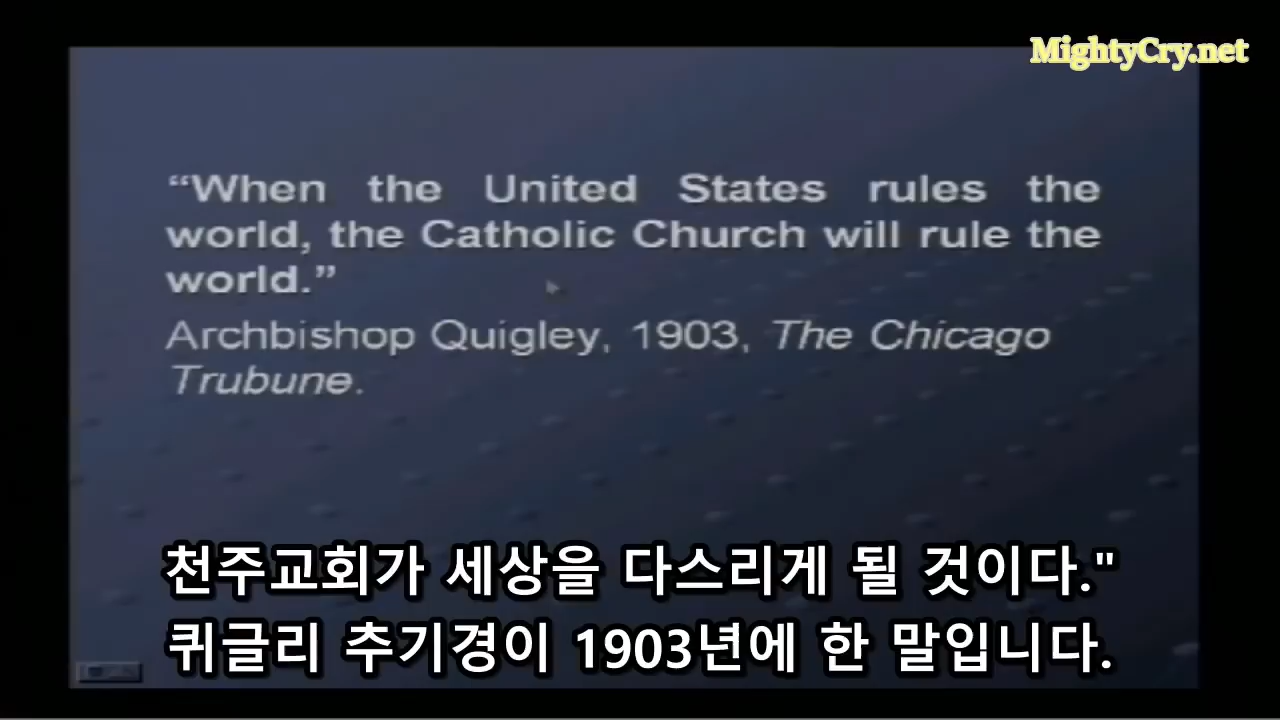 MightyCry.net
“When the United States rules the
world, the Catholic Church will rule the
world.”
Archbishop Quigley, 1903, The Chicago
Trubune.
천주교회가 세상을 다스리게 될 것이다."
퀴글리 추기경이 1903년에 한 말입니다.